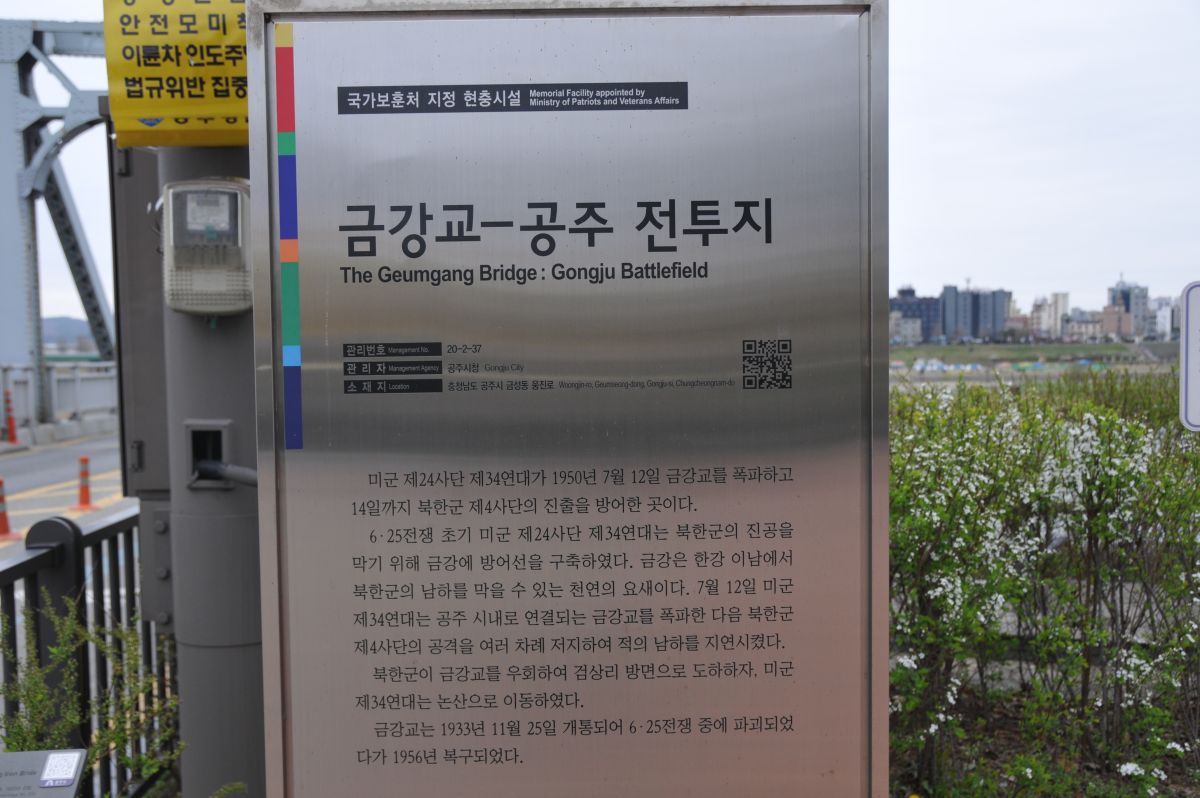 안전모미착
이륜차 인도주행
법규위반 집중
국가보훈처 지정 현충시설 Memorial Facility appointed by
Ministry of Patriots and Veterans Affairs
금강교-공주 전투지
The Geumgang Bridge : Gongju Battlefield
관리번호 Management No. 20-2-37
관 리 자 Management Agency 공주시청 Gongju City
소 재 지 Location 충청남도 공주시 금성동 웅진로 Woongjin-ro, Geumseong-dong, Gongju-si, Chungcheongnam-do
미군 제24사단 제34연대가 1950년 7월 12일 금강교를 폭파하고
14일까지 북한군 제4사단의 진출을 방어한 곳이다.
6·25전쟁 초기 미군 제24사단 제34연대는 북한군의 진공을
막기 위해 금강에 방어선을 구축하였다. 금강은 한강 이남에서
북한군의 남하를 막을 수 있는 천연의 요새이다. 7월 12일 미군
제34연대는 공주 시내로 연결되는 금강교를 폭파한 다음 북한군
제4사단의 공격을 여러 차례 저지하여 적의 남하를 지연시켰다.
북한군이 금강교를 우회하여 검상리 방면으로 도하하자, 미군
제34연대는 논산으로 이동하였다.
금강교는 1933년 11월 25일 개통되어 6·25전쟁 중에 파괴되었
다가 1956년 복구되었다.